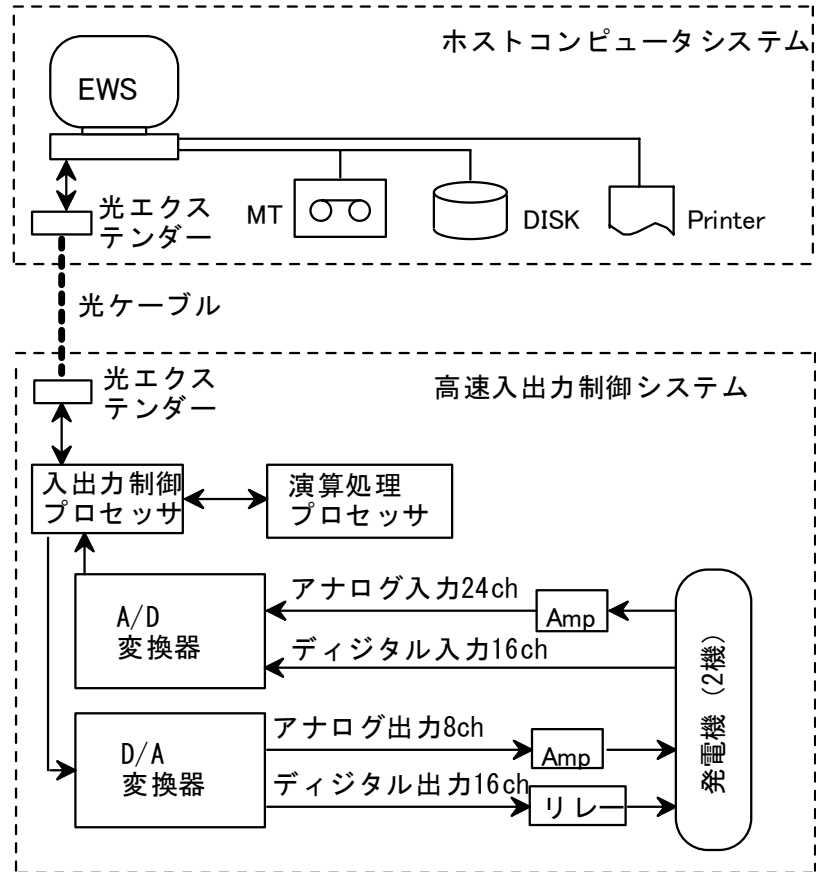 ホストコンピュータシステム
EWS
光エクス
テンダー
MT
DISK
Printer
光ケーブル
光エクス
テンダー
高速入出力制御システム
入出力制御
プロセッサ
演算処理
プロセッサ
A/D
変換器
アナログ入力24ch
Amp
ディジタル入力16ch
D/A
変換器
アナログ出力8ch
Amp
ディジタル出力16ch
リレー
発電機（2機）